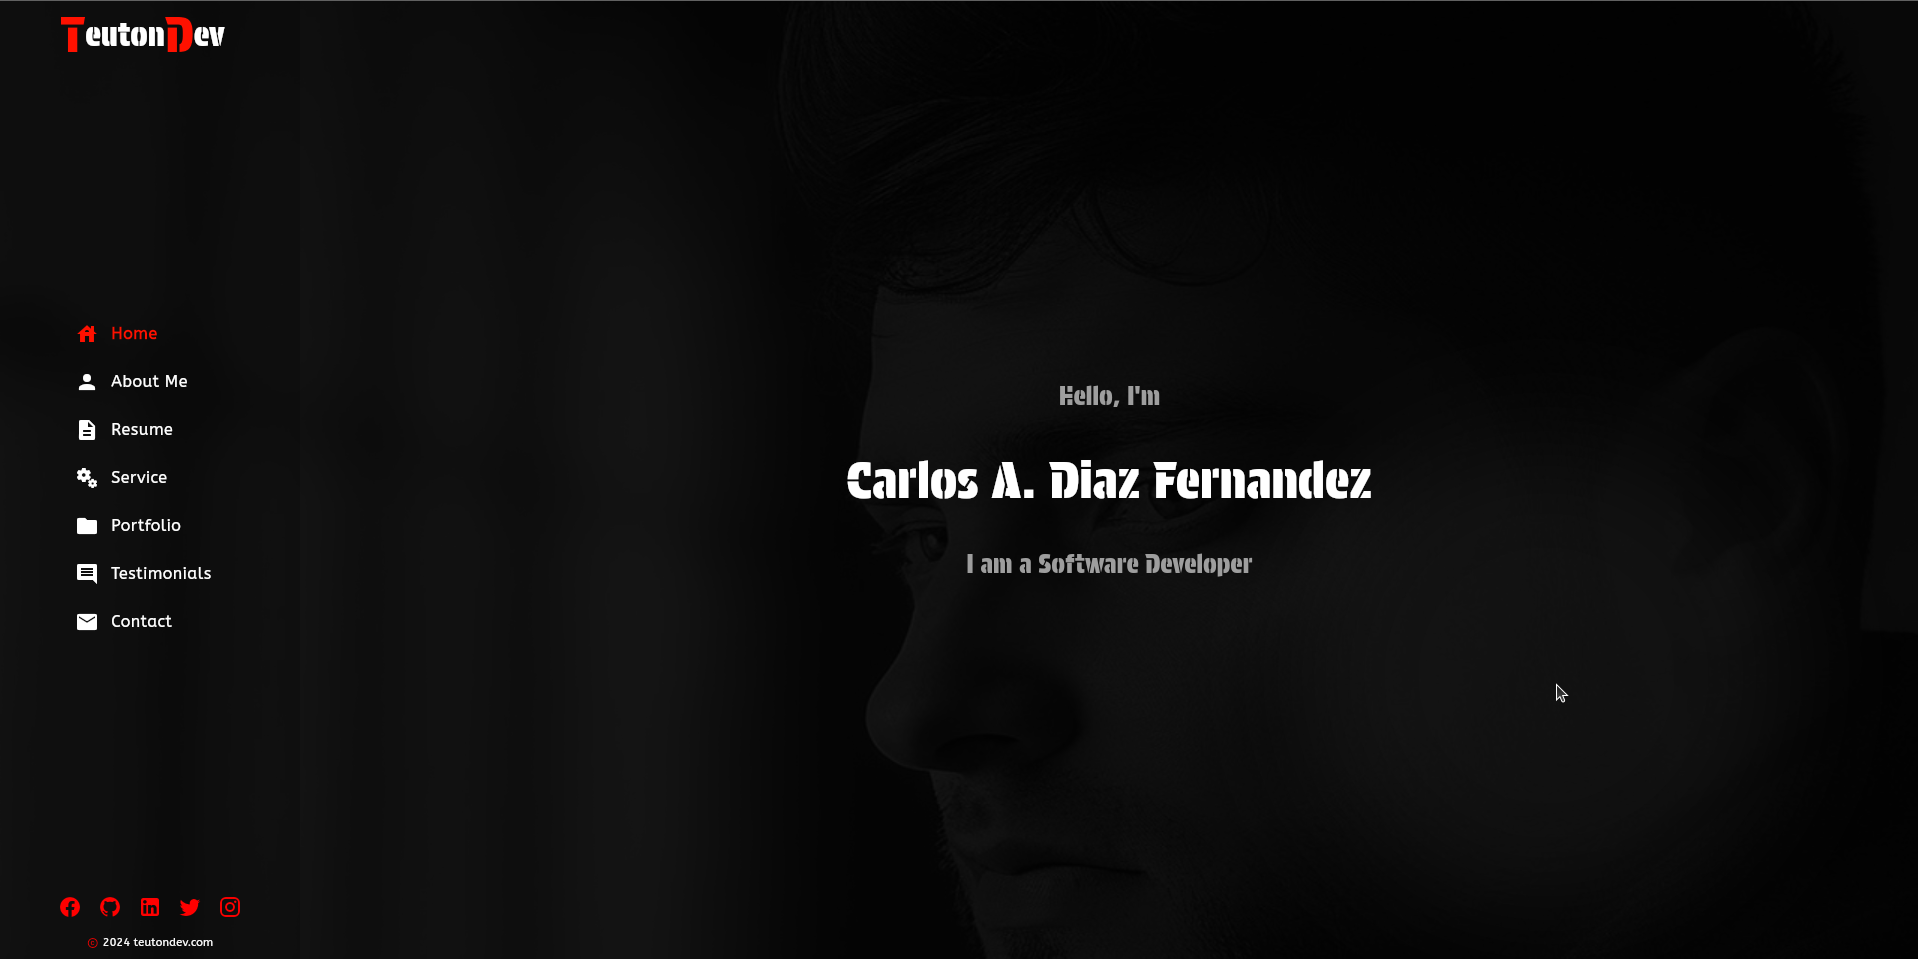 TeutonDev
Home
About Me
Resume
Service
Portfolio
Testimonials
Contact
Hello, I'm
Carlos A. Diaz Fernandez
I am a Software Developer
© 2024 teutondev.com